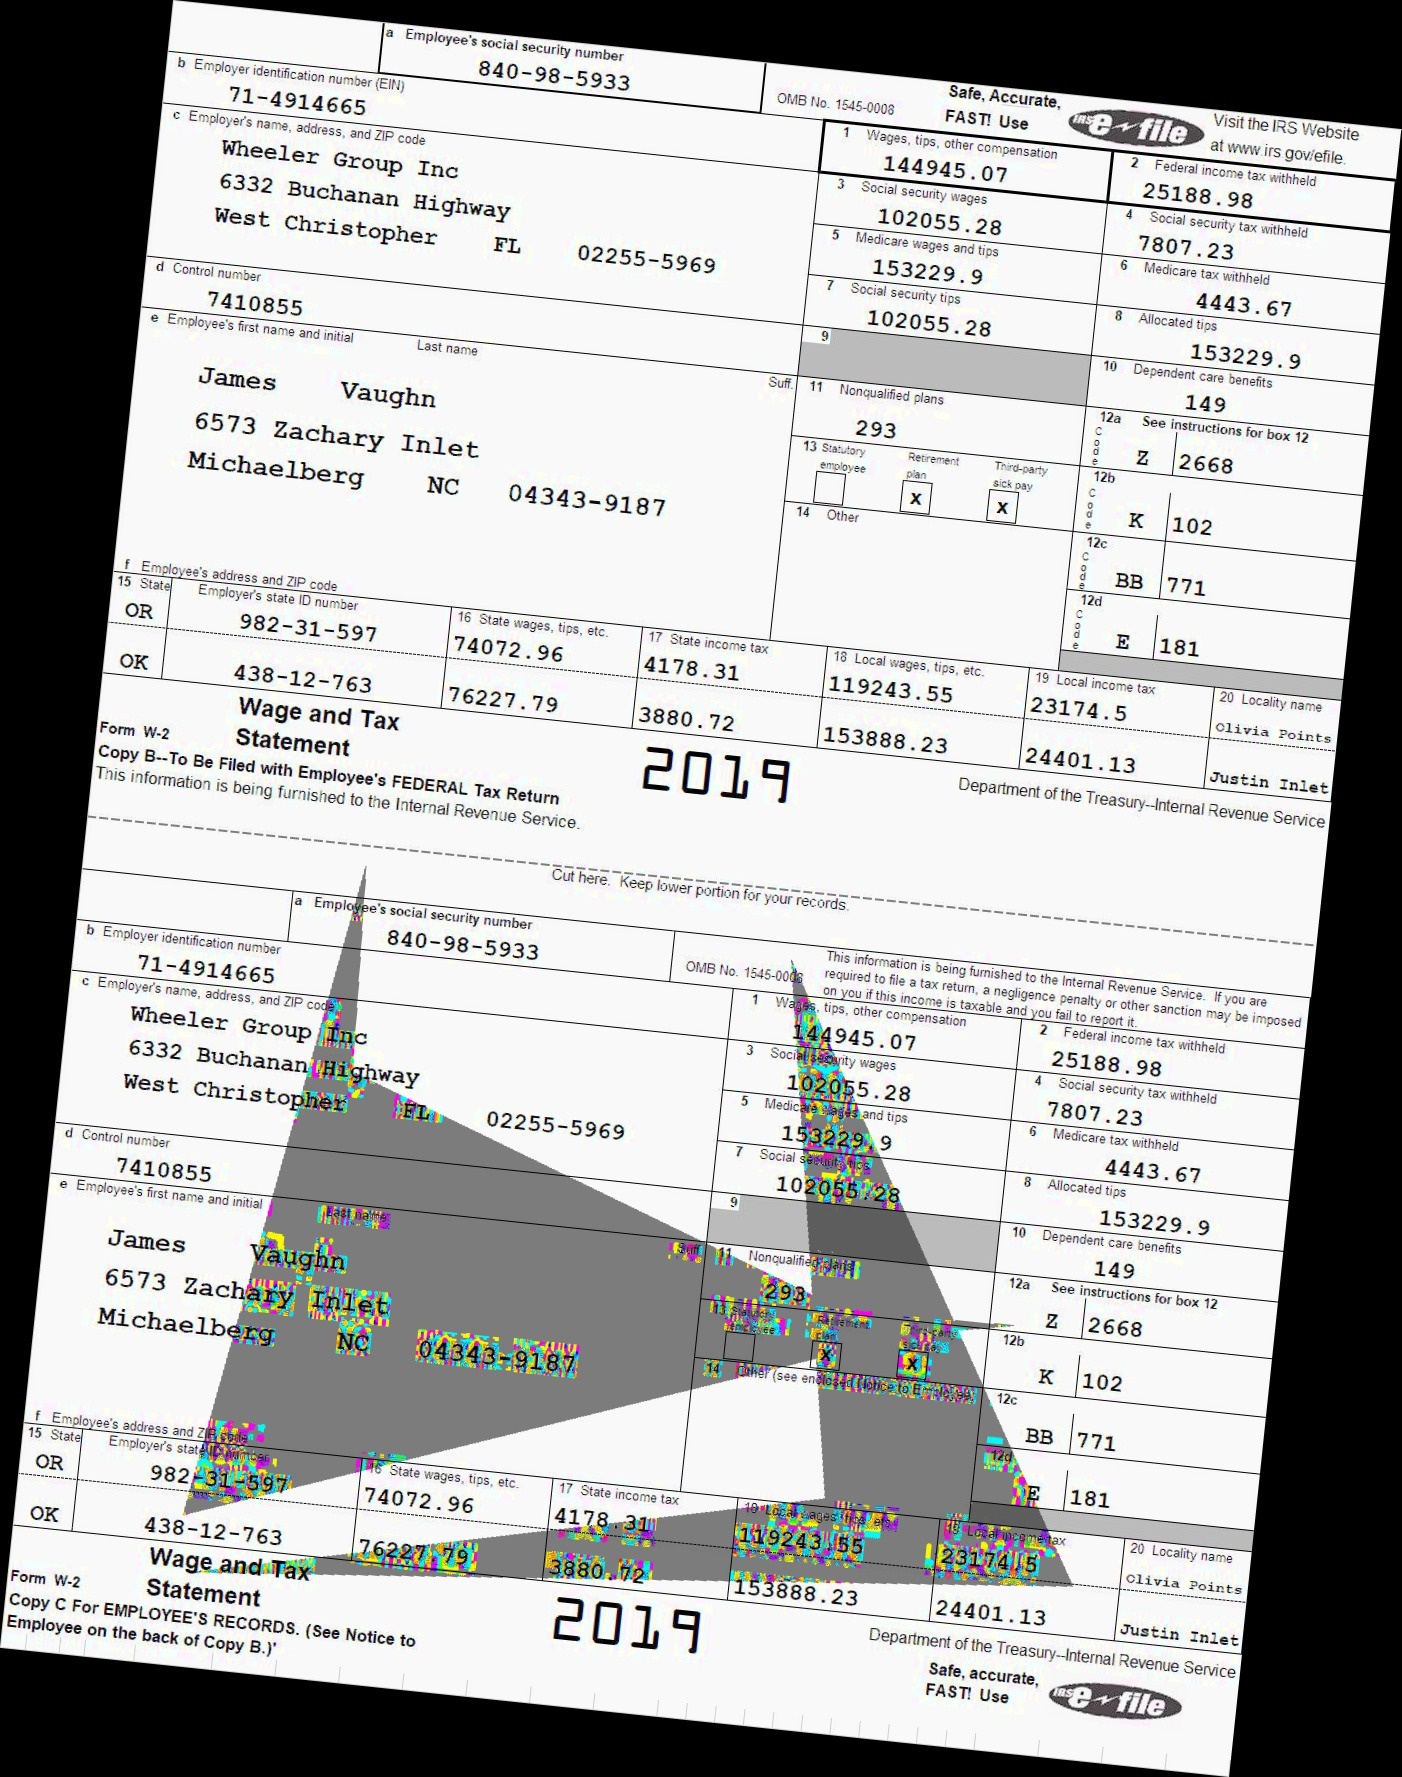 a Employee's social security number
840-98-5933
OMB No. 1545-0008
Safe, Accurate,
FAST! Use
IRS e-file
Visit the IRS Website
at www.irs.gov/efile.
b Employer identification number (EIN)
71-4914665
c Employer's name, address, and ZIP code
Wheeler Group Inc
6332 Buchanan Highway
West Christopher FL 02255-5969
1 Wages, tips, other compensation
144945.07
2 Federal income tax withheld
25188.98
3 Social security wages
102055.28
4 Social security tax withheld
7807.23
5 Medicare wages and tips
153229.9
6 Medicare tax withheld
4443.67
d Control number
7410855
7 Social security tips
102055.28
8 Allocated tips
153229.9
e Employee's first name and initial Last name Suff.
James Vaughn
6573 Zachary Inlet
Michaelberg NC 04343-9187
9
10 Dependent care benefits
149
11 Nonqualified plans
293
12a See instructions for box 12
Code Z 2668
13 Statutory employee Retirement plan Third-party sick pay
x x
12b
Code K 102
14 Other
12c
Code BB 771
12d
Code E 181
f Employee's address and ZIP code
15 State Employer's state ID number 16 State wages, tips, etc. 17 State income tax 18 Local wages, tips, etc. 19 Local income tax 20 Locality name
OR 982-31-597 74072.96 4178.31 119243.55 23174.5 Olivia Points
OK 438-12-763 76227.79 3880.72 153888.23 24401.13 Justin Inlet
Form W-2 Wage and Tax
Statement
2019
Department of the Treasury--Internal Revenue Service
Copy B--To Be Filed with Employee's FEDERAL Tax Return
This information is being furnished to the Internal Revenue Service.
Cut here. Keep lower portion for your records.
a Employee's social security number
840-98-5933
OMB No. 1545-0008
This information is being furnished to the Internal Revenue Service. If you are
required to file a tax return, a negligence penalty or other sanction may be imposed
on you if this income is taxable and you fail to report it.
b Employer identification number
71-4914665
c Employer's name, address, and ZIP code
Wheeler Group Inc
6332 Buchanan Highway
West Christopher FL 02255-5969
1 Wages, tips, other compensation
144945.07
2 Federal income tax withheld
25188.98
3 Social security wages
102055.28
4 Social security tax withheld
7807.23
5 Medicare wages and tips
153229.9
6 Medicare tax withheld
4443.67
d Control number
7410855
7 Social security tips
102055.28
8 Allocated tips
153229.9
e Employee's first name and initial Last name Suff.
James Vaughn
6573 Zachary Inlet
Michaelberg NC 04343-9187
9
10 Dependent care benefits
149
11 Nonqualified plans
293
12a See instructions for box 12
Z 2668
13 Statutory employee Retirement plan Third-party sick pay
x x
12b
K 102
14 Other (see enclosed Notice to Employee)
12c
BB 771
12d
E 181
f Employee's address and ZIP code
15 State Employer's state ID number 16 State wages, tips, etc. 17 State income tax 18 Local wages, tips, etc. 19 Local income tax 20 Locality name
OR 982-31-597 74072.96 4178.31 119243.55 23174.5 Olivia Points
OK 438-12-763 76227.79 3880.72 153888.23 24401.13 Justin Inlet
Form W-2 Wage and Tax
Statement
2019
Department of the Treasury--Internal Revenue Service
Copy C For EMPLOYEE'S RECORDS. (See Notice to
Employee on the back of Copy B.)'
Safe, accurate,
FAST! Use
IRS e-file